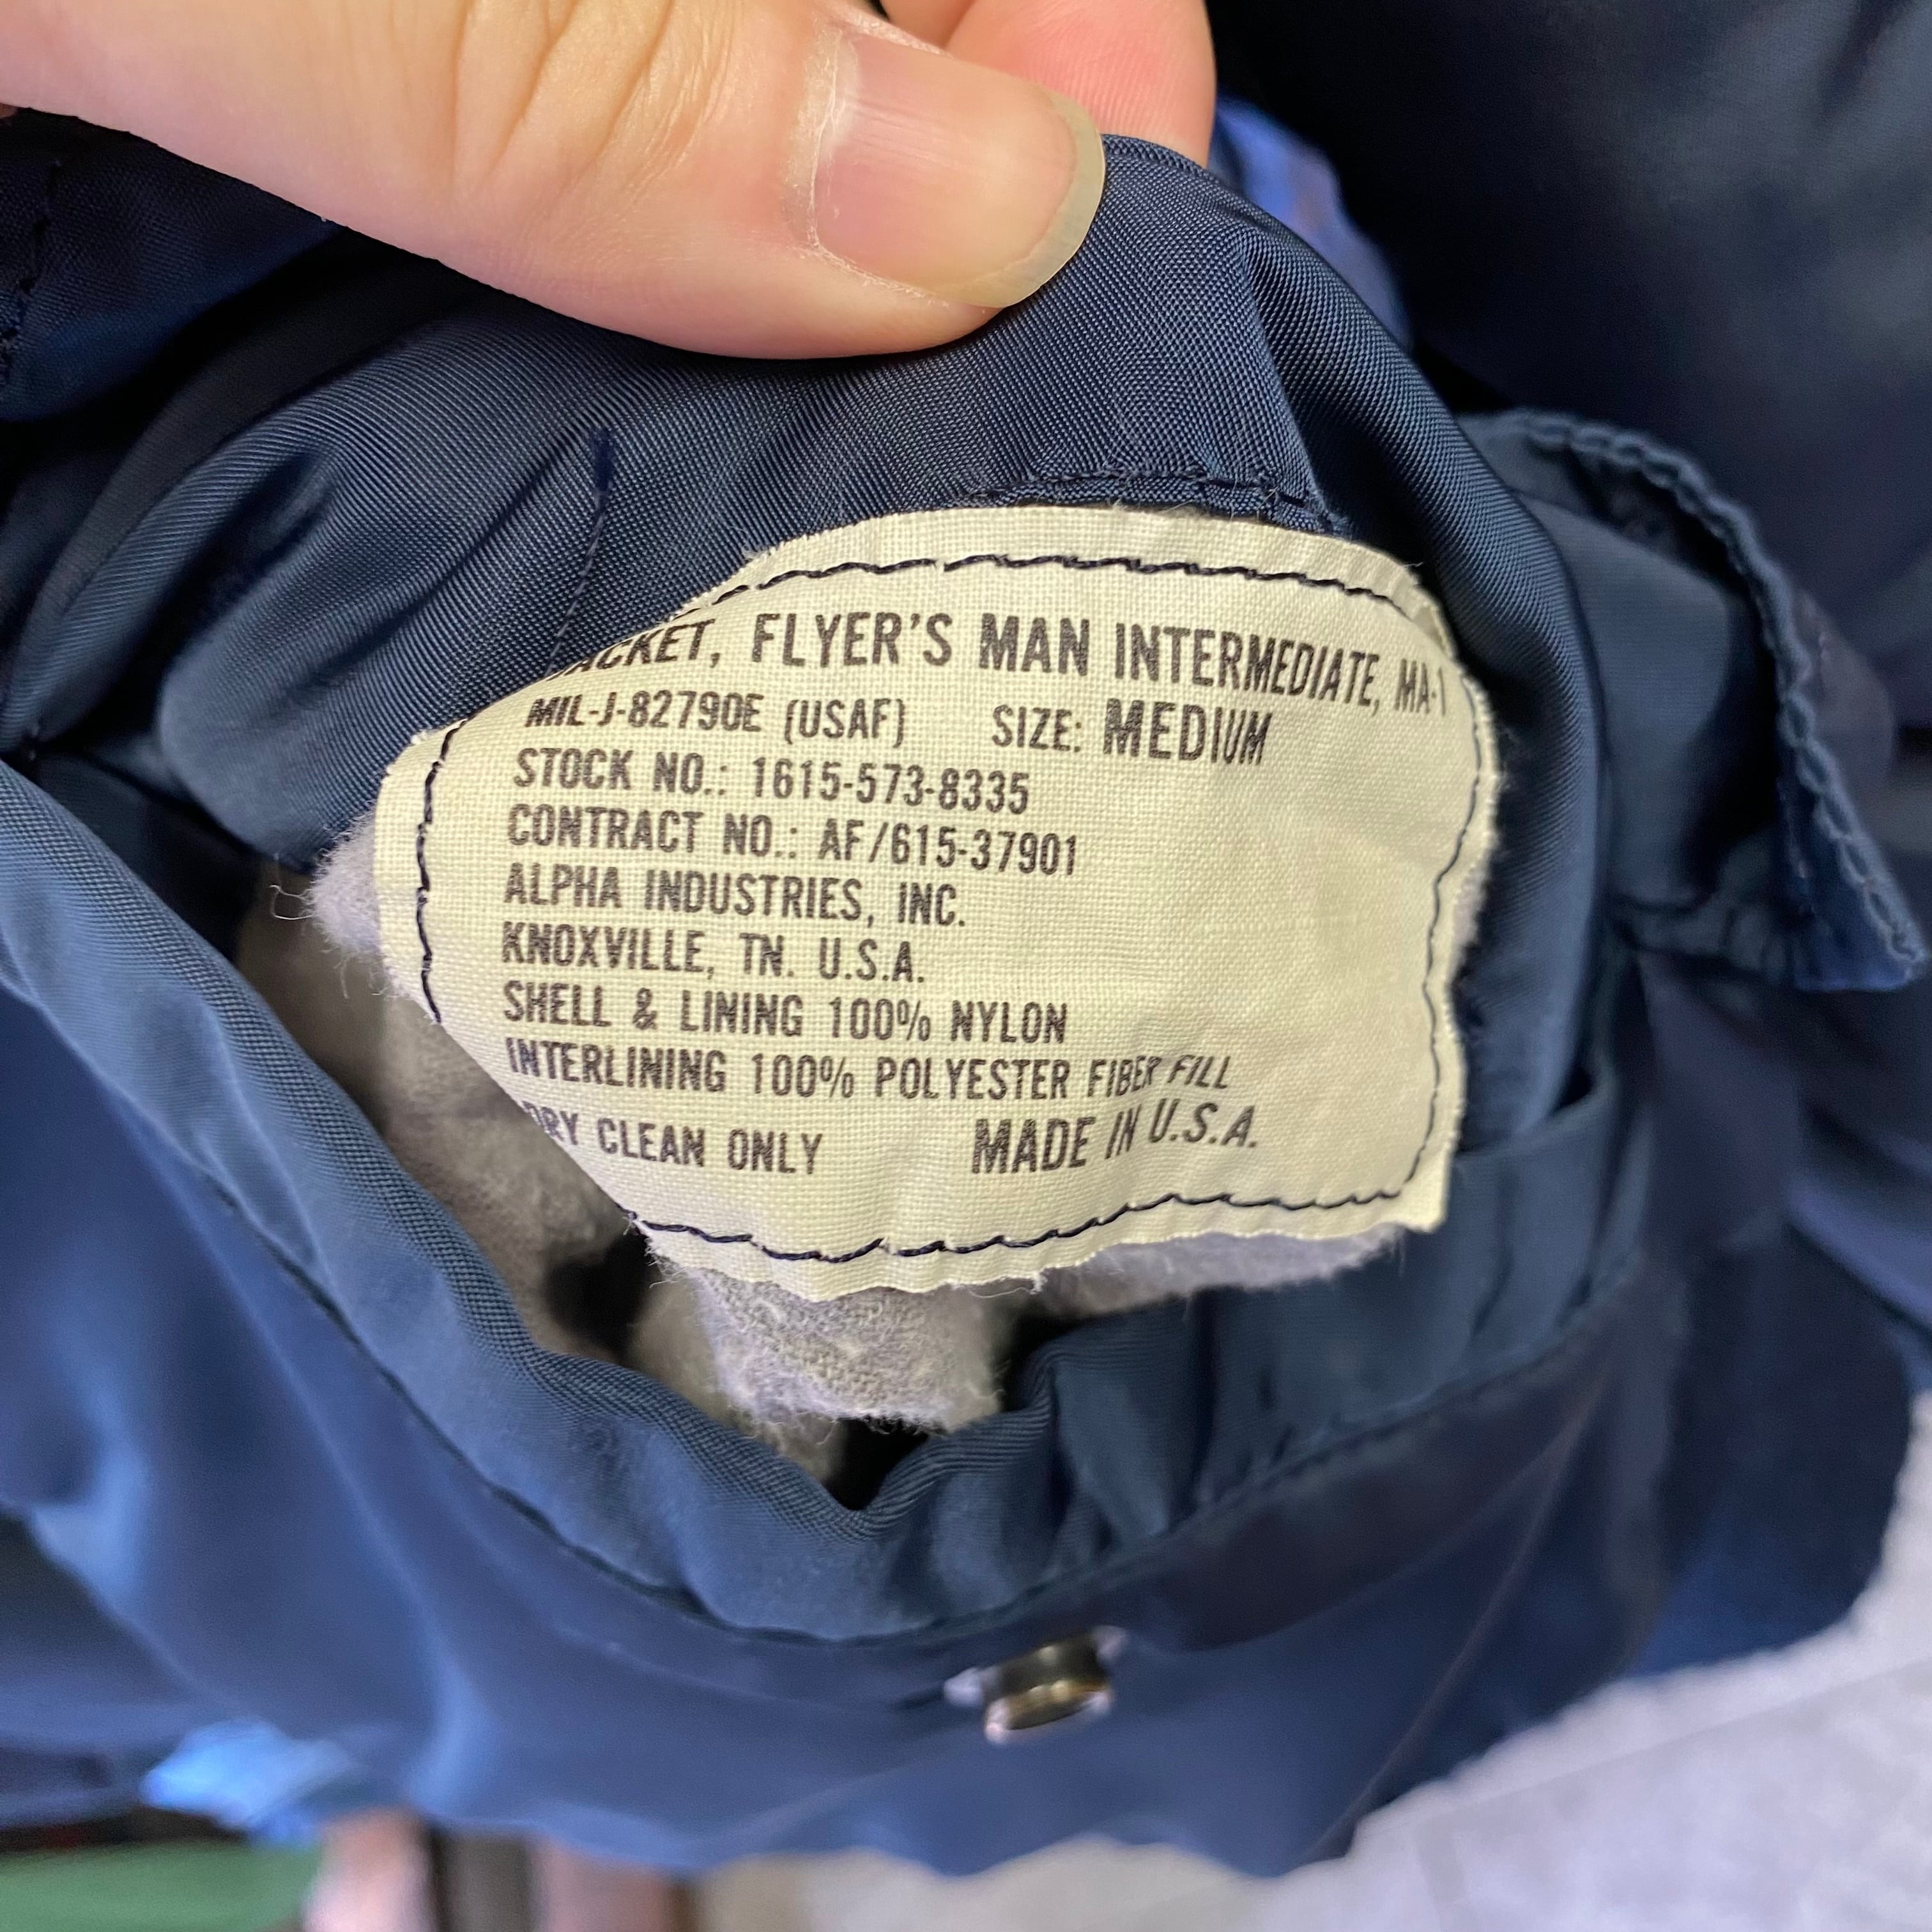 JACKET, FLYER'S MAN INTERMEDIATE, MA-1
MIL-J-82790E (USAF) SIZE: MEDIUM
STOCK NO.: 1615-573-8335
CONTRACT NO.: AF/615-37901
ALPHA INDUSTRIES, INC.
KNOXVILLE, TN. U.S.A.
SHELL & LINING 100% NYLON
INTERLINING 100% POLYESTER FIBER FILL
DRY CLEAN ONLY MADE IN U.S.A.